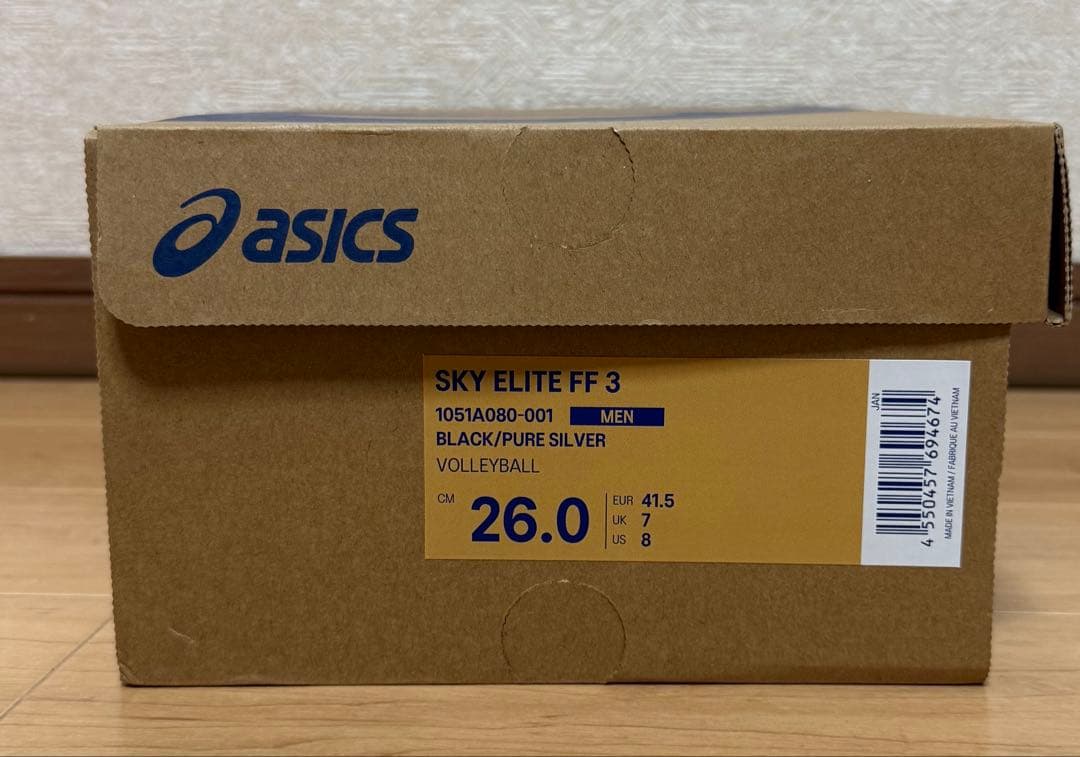 asics
SKY ELITE FF 3
1051A080-001 MEN
BLACK/PURE SILVER
VOLLEYBALL
CM 26.0
EUR 41.5
UK 7
US 8
JAN
4 550457 694674
MADE IN VIETNAM / FABRIQUE AU VIETNAM